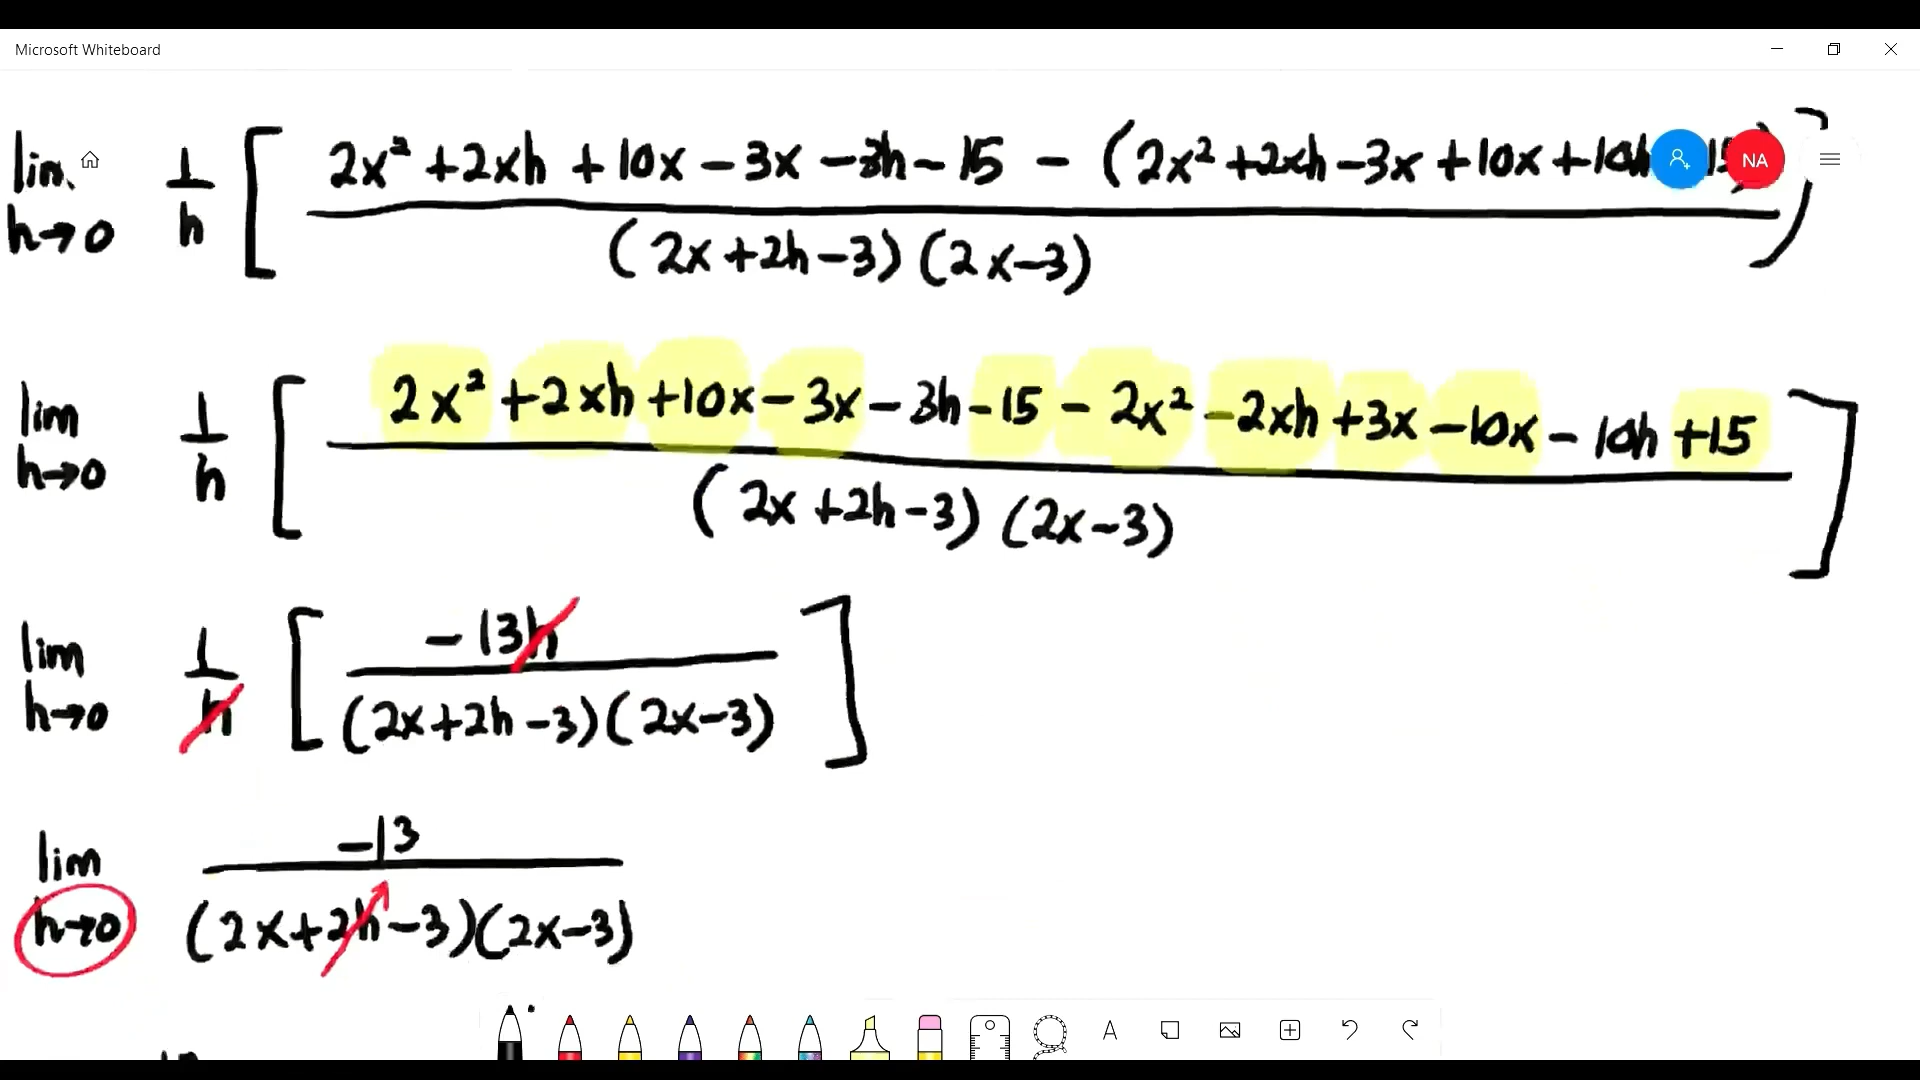 Microsoft Whiteboard
lim h→0 1/h [ (2x² + 2xh + 10x − 3x − 3h − 15 − (2x² + 2xh − 3x + 10x + 10h 15) / (2x + 2h − 3)(2x − 3) ]
NA
lim h→0 1/h [ (2x² + 2xh + 10x − 3x − 3h − 15 − 2x² − 2xh + 3x − 10x − 10h + 15) / (2x + 2h − 3)(2x − 3) ]
lim h→0 1/h [ −13h / (2x + 2h − 3)(2x − 3) ]
lim h→0 −13 / (2x + 2h − 3)(2x − 3)